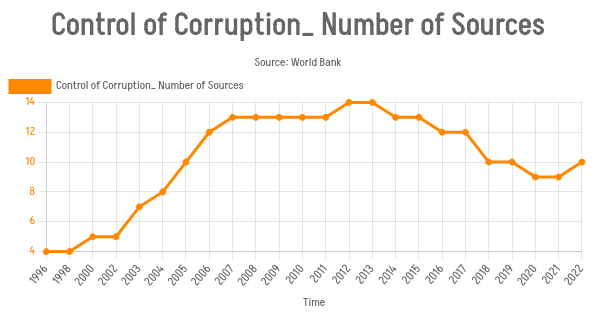 Control of Corruption_ Number of Sources
Source: World Bank
Control of Corruption_ Number of Sources
14
12
10
8
6
4
1996 1998 2000 2002 2003 2004 2005 2006 2007 2008 2009 2010 2011 2012 2013 2014 2015 2016 2017 2018 2019 2020 2021 2022
Time